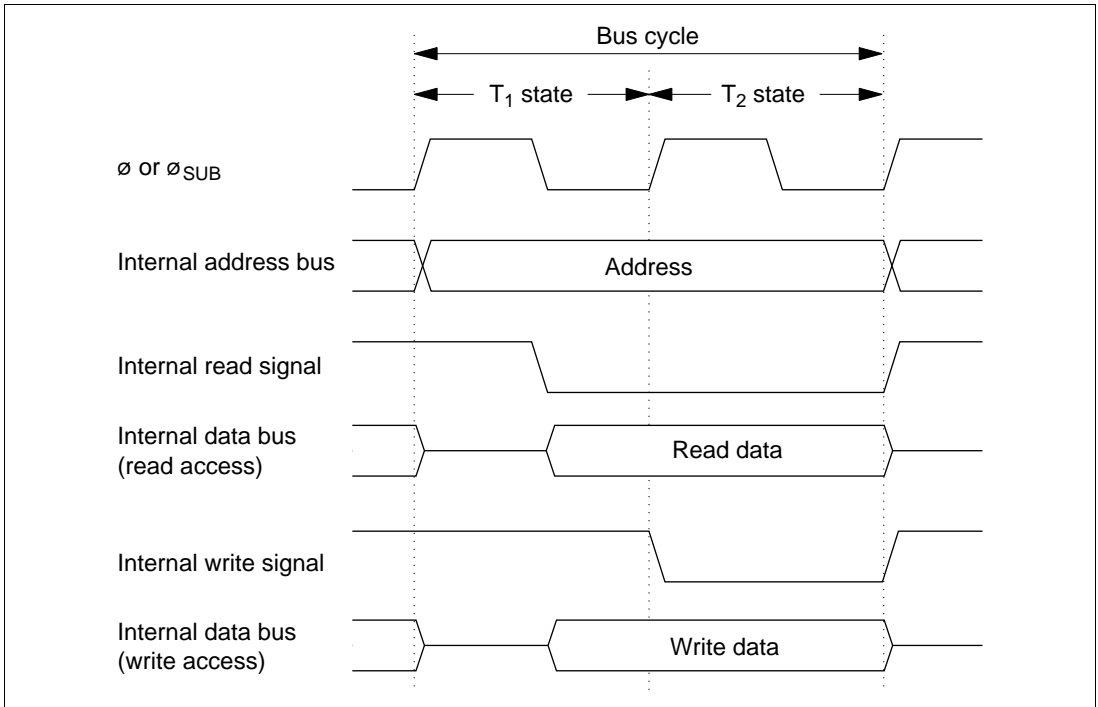 Bus cycle
T₁ state
T₂ state
ø or ø_SUB
Internal address bus
Address
Internal read signal
Internal data bus
(read access)
Read data
Internal write signal
Internal data bus
(write access)
Write data